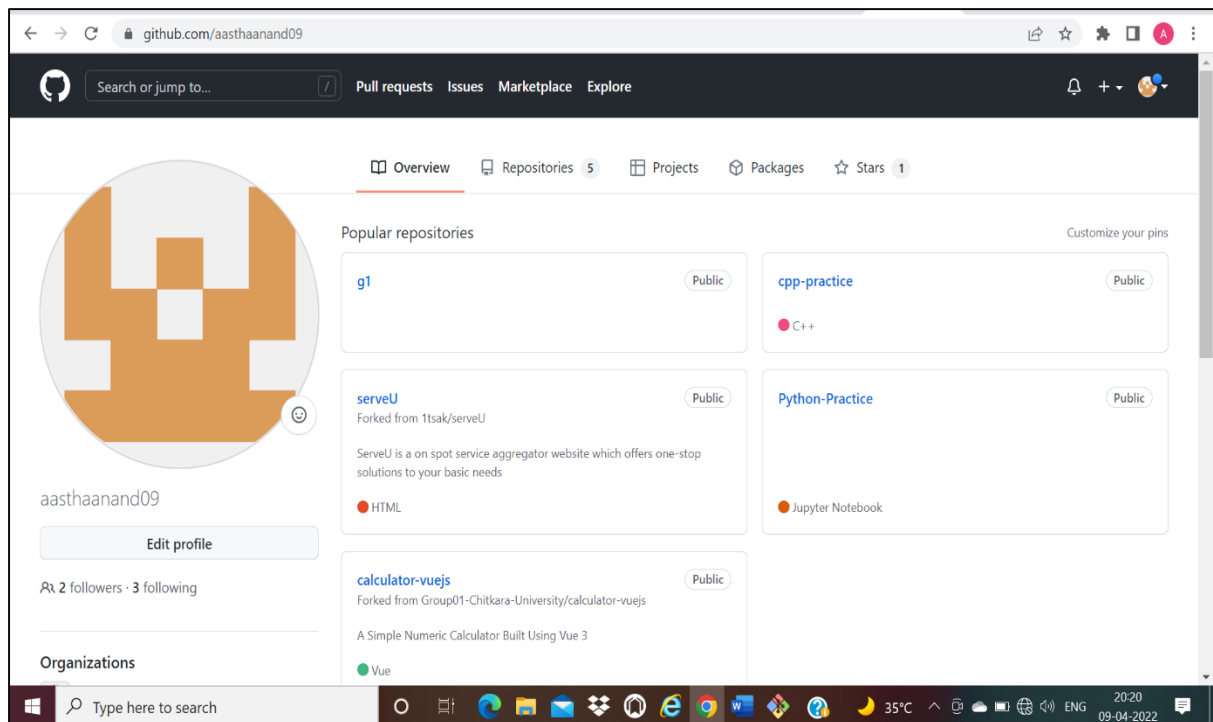 github.com/aasthaanand09
A
Search or jump to...
/
Pull requests Issues Marketplace Explore
Overview
Repositories 5
Projects
Packages
Stars 1
Popular repositories
Customize your pins
g1
Public
cpp-practice
Public
C++
serveU
Public
Forked from 1tsak/serveU
ServeU is a on spot service aggregator website which offers one-stop
solutions to your basic needs
HTML
Python-Practice
Public
Jupyter Notebook
calculator-vuejs
Public
Forked from Group01-Chitkara-University/calculator-vuejs
A Simple Numeric Calculator Built Using Vue 3
Vue
aasthaanand09
Edit profile
2 followers · 3 following
Organizations
Type here to search
35°C
ENG
20:20
09-04-2022